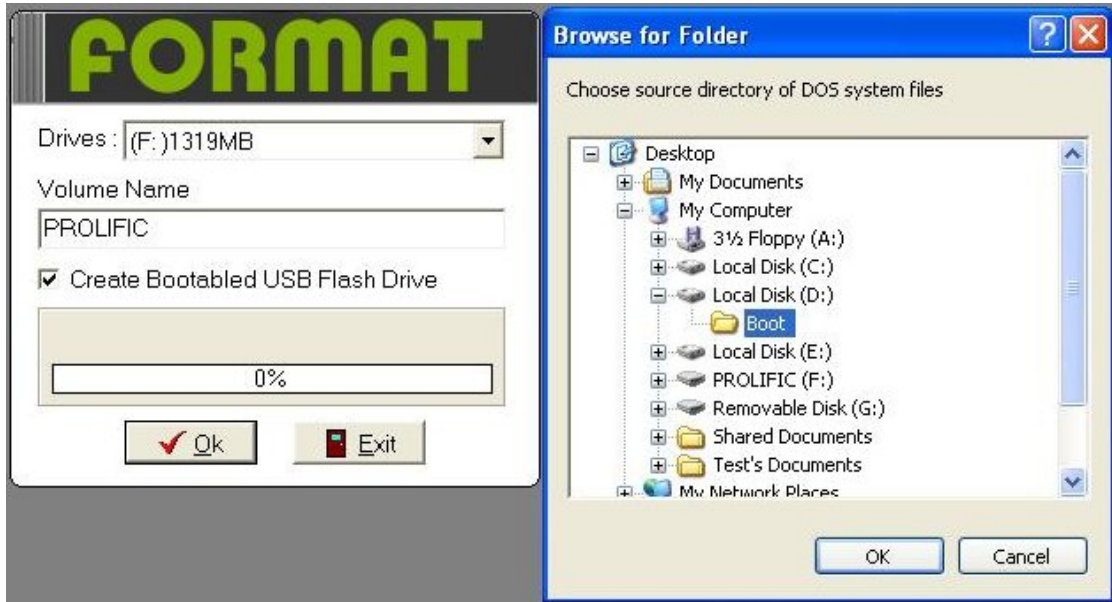 FORMAT
Drives : (F: )1319MB
Volume Name
PROLIFIC
Create Bootabled USB Flash Drive
0%
Ok
Exit
Browse for Folder
Choose source directory of DOS system files
Desktop
My Documents
My Computer
3½ Floppy (A:)
Local Disk (C:)
Local Disk (D:)
Boot
Local Disk (E:)
PROLIFIC (F:)
Removable Disk (G:)
Shared Documents
Test's Documents
My Network Places
OK
Cancel